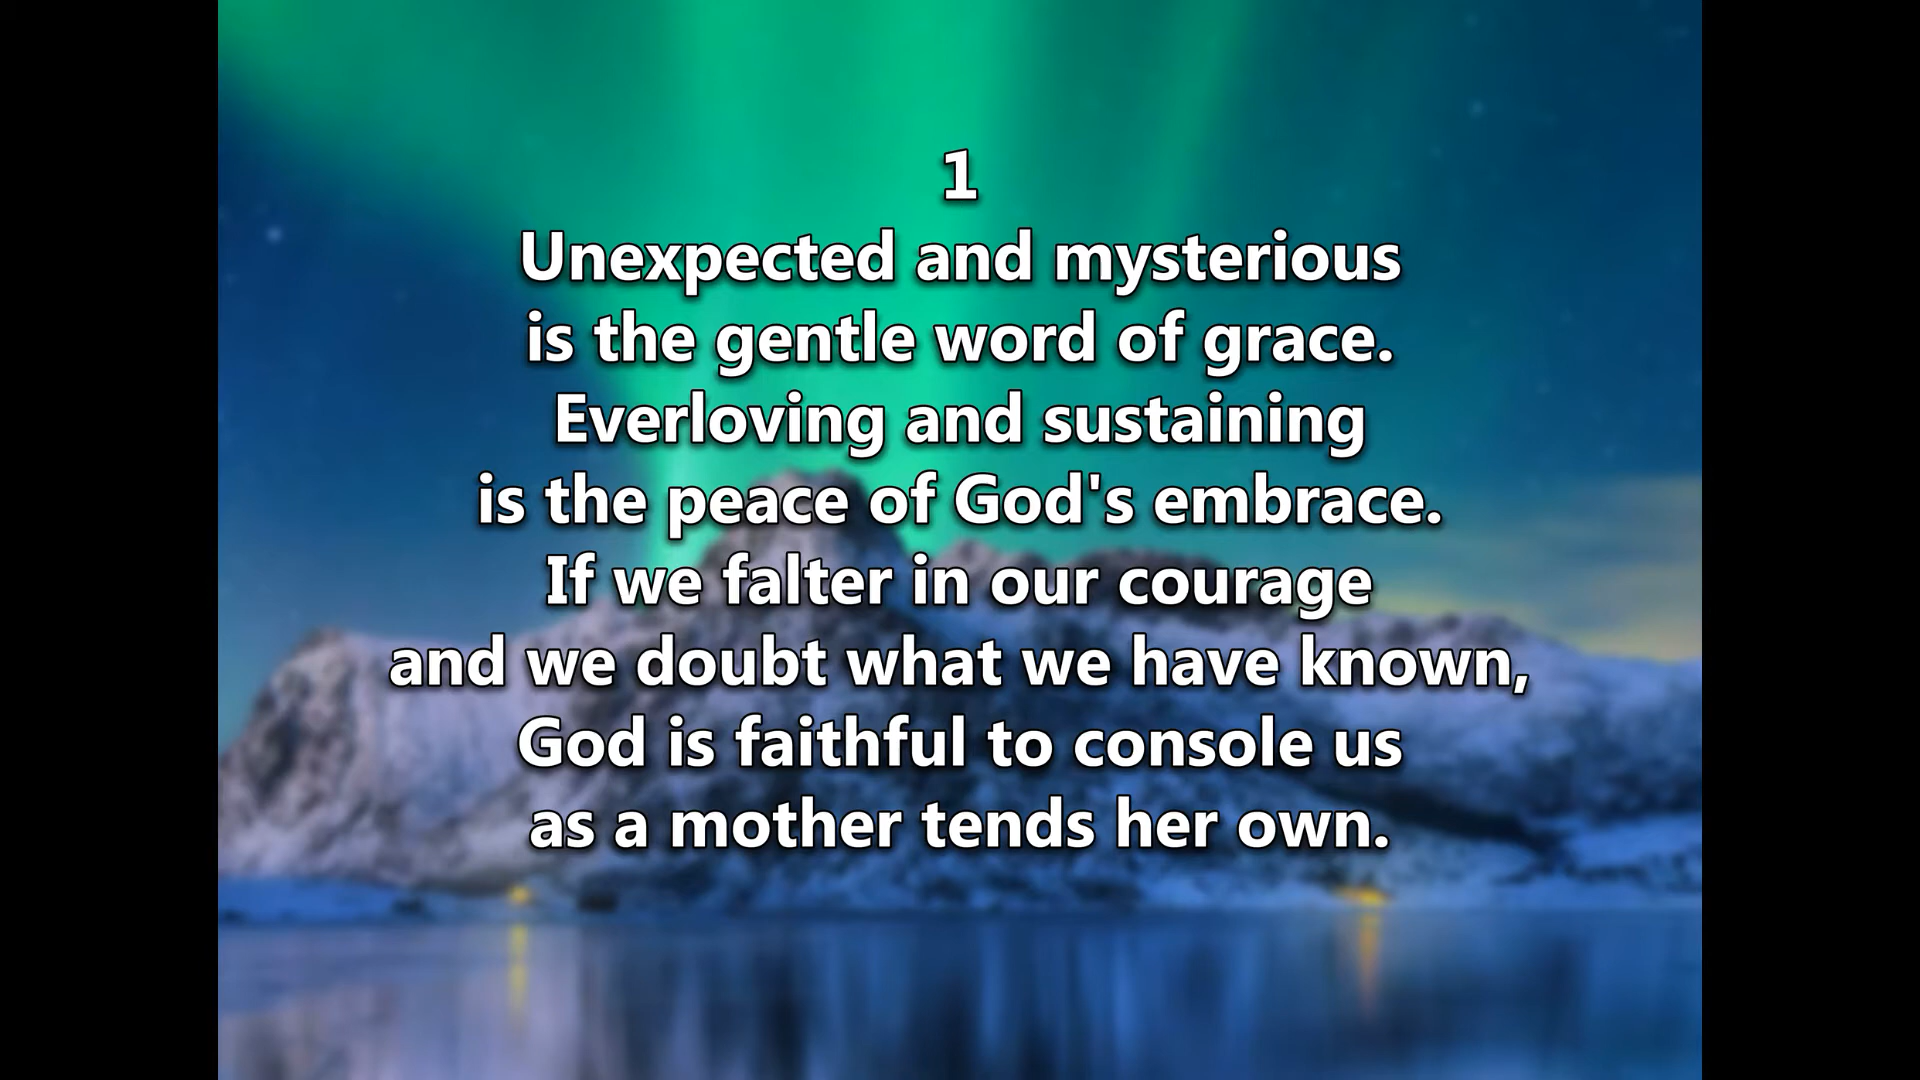 1
Unexpected and mysterious
is the gentle word of grace.
Everloving and sustaining
is the peace of God's embrace.
If we falter in our courage
and we doubt what we have known,
God is faithful to console us
as a mother tends her own.